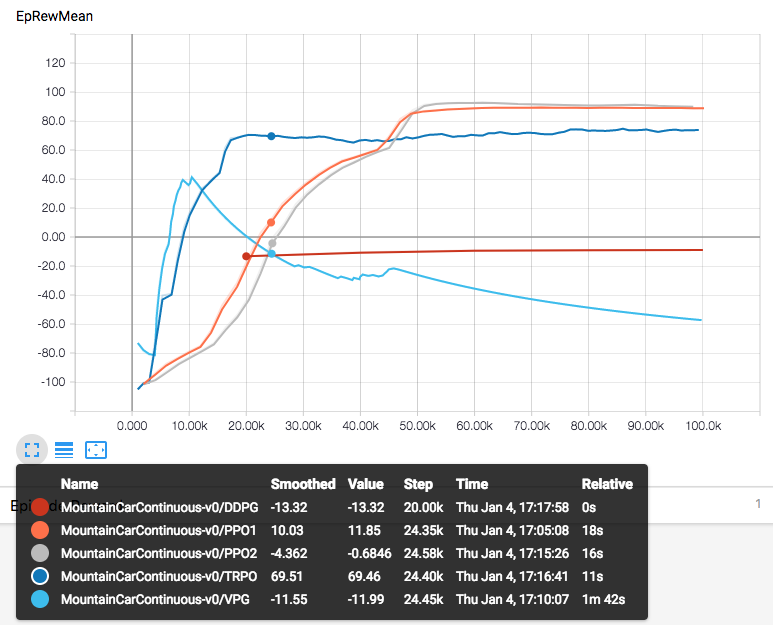 EpRewMean
120
100
80.0
60.0
40.0
20.0
0.00
-20.0
-40.0
-60.0
-80.0
-100
0.000 10.00k 20.00k 30.00k 40.00k 50.00k 60.00k 70.00k 80.00k 90.00k 100.0k
Name Smoothed Value Step Time Relative
MountainCarContinuous-v0/DDPG -13.32 -13.32 20.00k Thu Jan 4, 17:17:58 0s
MountainCarContinuous-v0/PPO1 10.03 11.85 24.35k Thu Jan 4, 17:05:08 18s
MountainCarContinuous-v0/PPO2 -4.362 -0.6846 24.58k Thu Jan 4, 17:15:26 16s
MountainCarContinuous-v0/TRPO 69.51 69.46 24.40k Thu Jan 4, 17:16:41 11s
MountainCarContinuous-v0/VPG -11.55 -11.99 24.45k Thu Jan 4, 17:10:07 1m 42s
1